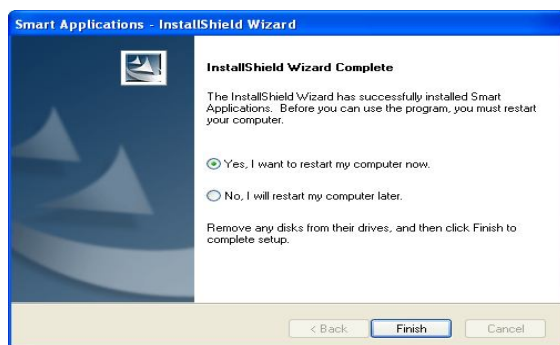 Smart Applications - InstallShield Wizard
InstallShield Wizard Complete
The InstallShield Wizard has successfully installed Smart
Applications. Before you can use the program, you must restart
your computer.
Yes, I want to restart my computer now.
No, I will restart my computer later.
Remove any disks from their drives, and then click Finish to
complete setup.
< Back
Finish
Cancel